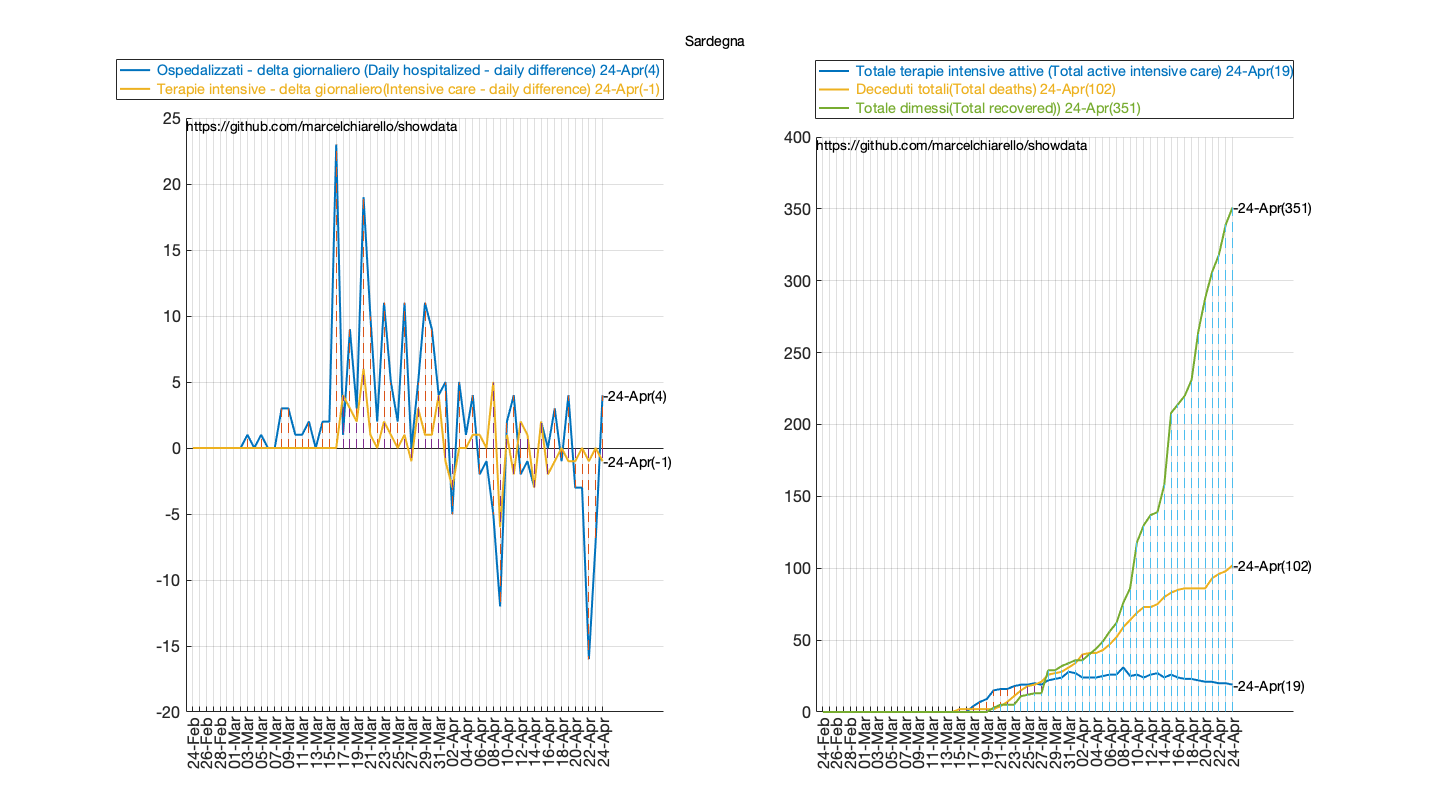 Sardegna
Ospedalizzati - delta giornaliero (Daily hospitalized - daily difference) 24-Apr(4)
Terapie intensive - delta giornaliero(Intensive care - daily difference) 24-Apr(-1)
https://github.com/marcelchiarello/showdata
25
20
15
10
5
0
-5
-10
-15
-20
-24-Apr(4)
-24-Apr(-1)
24-Feb
26-Feb
28-Feb
01-Mar
03-Mar
05-Mar
07-Mar
09-Mar
11-Mar
13-Mar
15-Mar
17-Mar
19-Mar
21-Mar
23-Mar
25-Mar
27-Mar
29-Mar
31-Mar
02-Apr
04-Apr
06-Apr
08-Apr
10-Apr
12-Apr
14-Apr
16-Apr
18-Apr
20-Apr
22-Apr
24-Apr
Totale terapie intensive attive (Total active intensive care) 24-Apr(19)
Deceduti totali(Total deaths) 24-Apr(102)
Totale dimessi(Total recovered)) 24-Apr(351)
https://github.com/marcelchiarello/showdata
400
350
300
250
200
150
100
50
0
-24-Apr(351)
-24-Apr(102)
-24-Apr(19)
24-Feb
26-Feb
28-Feb
01-Mar
03-Mar
05-Mar
07-Mar
09-Mar
11-Mar
13-Mar
15-Mar
17-Mar
19-Mar
21-Mar
23-Mar
25-Mar
27-Mar
29-Mar
31-Mar
02-Apr
04-Apr
06-Apr
08-Apr
10-Apr
12-Apr
14-Apr
16-Apr
18-Apr
20-Apr
22-Apr
24-Apr